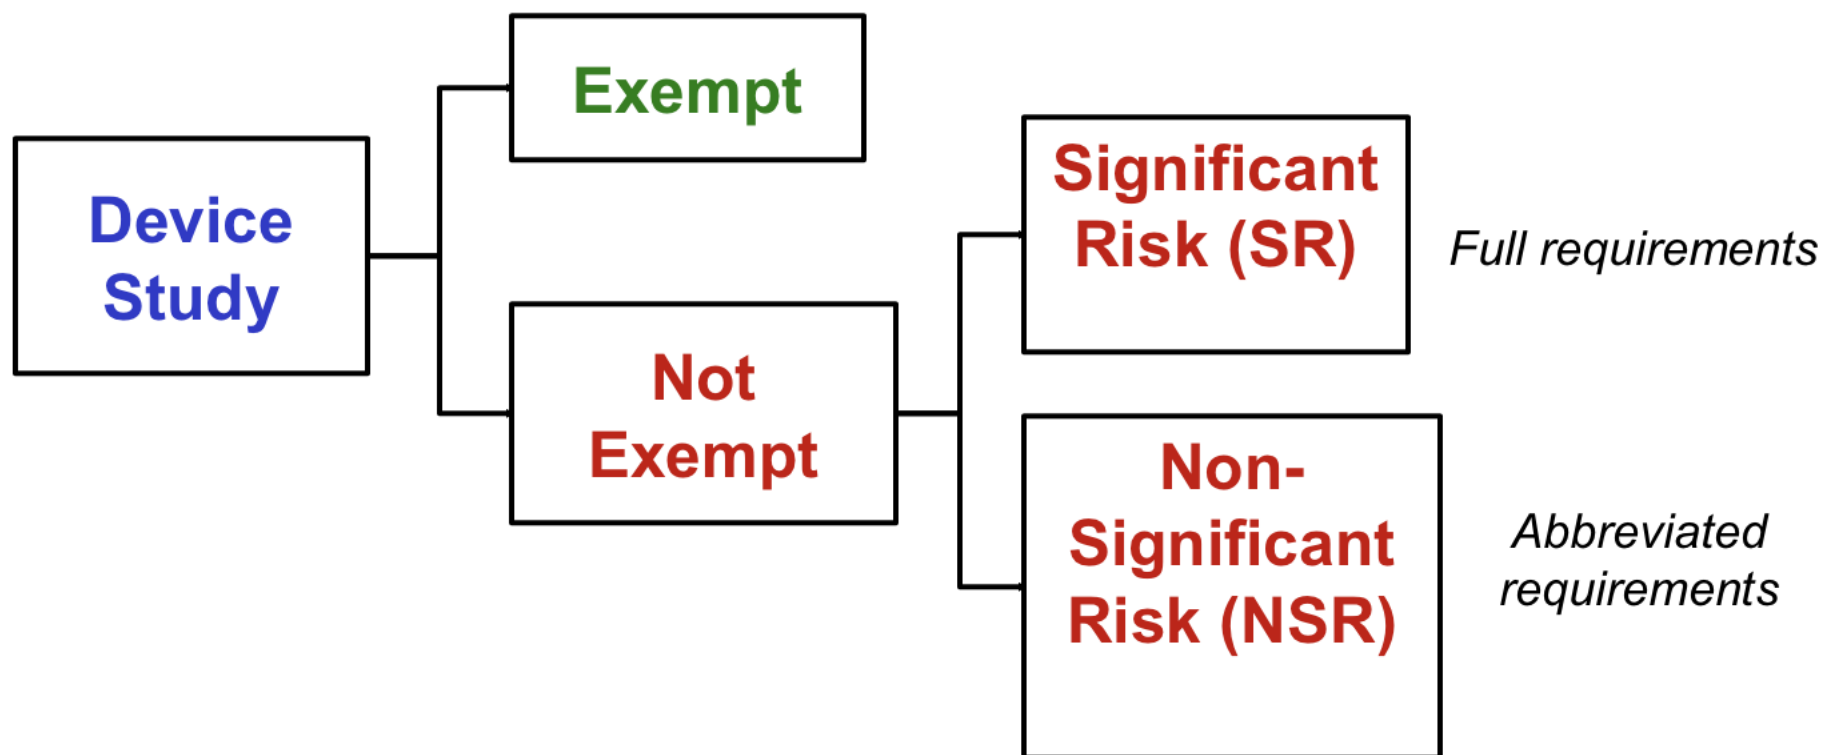 Device
Study
Exempt
Not
Exempt
Significant
Risk (SR)
Full requirements
Non-
Significant
Risk (NSR)
Abbreviated
requirements